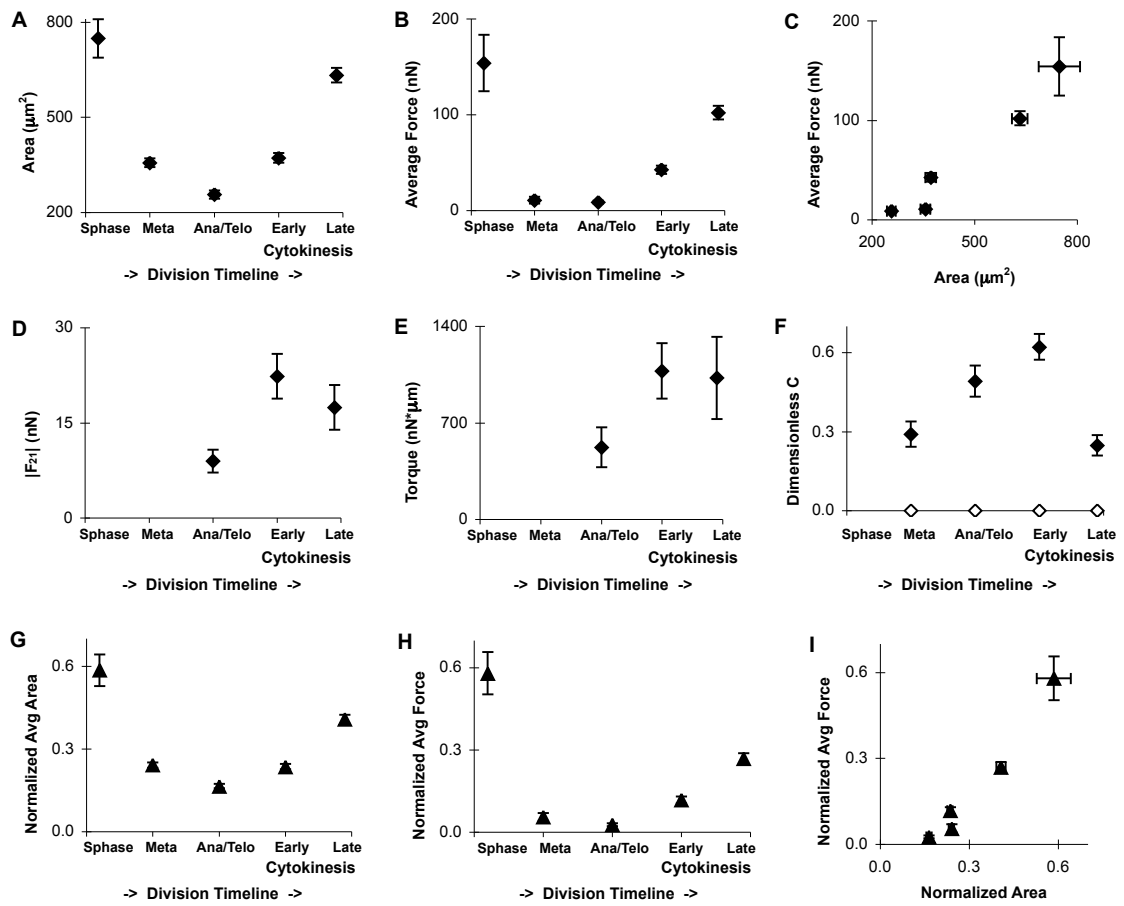 A
800
500
200
Area (μm²)
Sphase Meta Ana/Telo Early Late
Cytokinesis
-> Division Timeline ->
B
200
100
0
Average Force (nN)
Sphase Meta Ana/Telo Early Late
Cytokinesis
-> Division Timeline ->
C
200
100
0
Average Force (nN)
200 500 800
Area (μm²)
D
30
15
0
|F₂₁| (nN)
Sphase Meta Ana/Telo Early Late
Cytokinesis
-> Division Timeline ->
E
1400
700
0
Torque (nN*μm)
Sphase Meta Ana/Telo Early Late
Cytokinesis
-> Division Timeline ->
F
0.6
0.3
0.0
Dimensionless C
Sphase Meta Ana/Telo Early Late
Cytokinesis
-> Division Timeline ->
G
0.6
0.3
0.0
Normalized Avg Area
Sphase Meta Ana/Telo Early Late
Cytokinesis
-> Division Timeline ->
H
0.6
0.3
0.0
Normalized Avg Force
Sphase Meta Ana/Telo Early Late
Cytokinesis
-> Division Timeline ->
I
0.6
0.3
0.0
Normalized Avg Force
0.0 0.3 0.6
Normalized Area